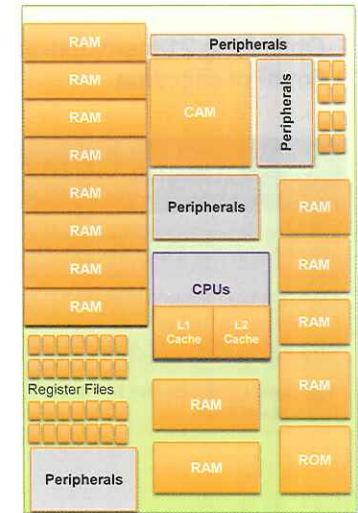 RAM
RAM
RAM
RAM
RAM
RAM
RAM
RAM
Register Files
Peripherals
Peripherals
CAM
Peripherals
Peripherals
CPUs
L1
Cache
L2
Cache
RAM
RAM
RAM
RAM
RAM
RAM
ROM